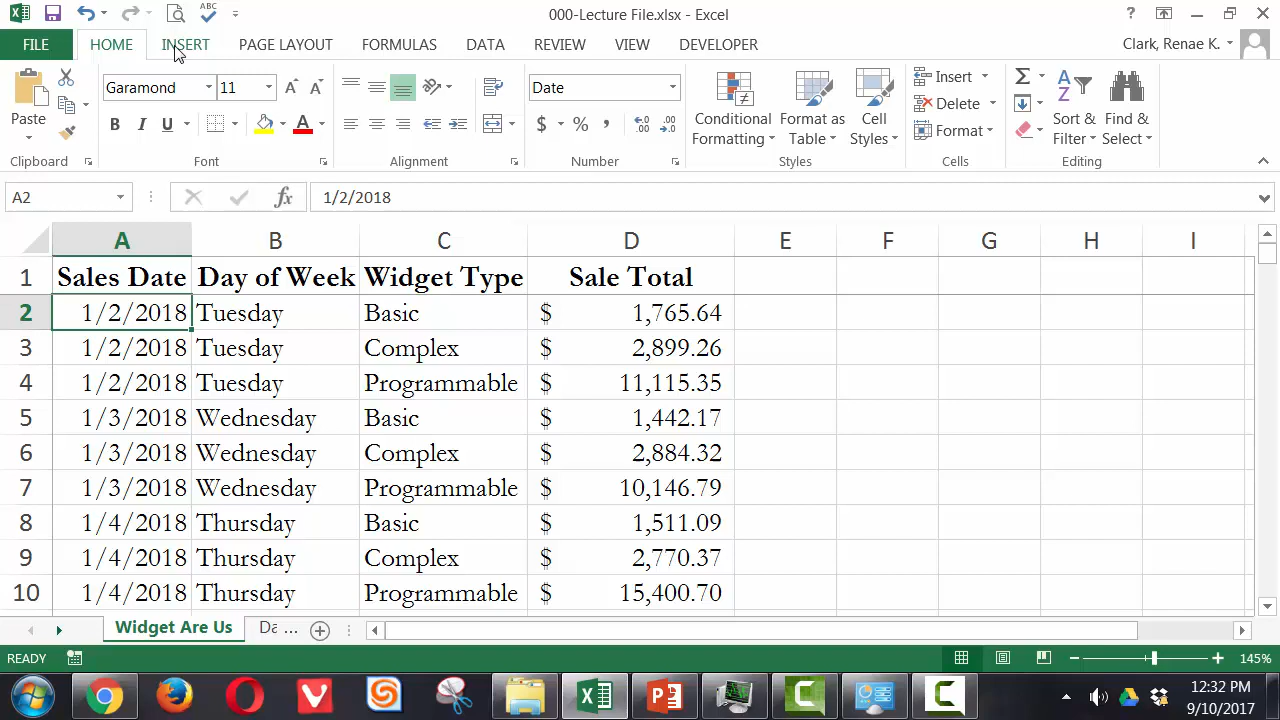 ABC
000-Lecture File.xlsx - Excel
?
FILE HOME INSERT PAGE LAYOUT FORMULAS DATA REVIEW VIEW DEVELOPER
Clark, Renae K.
Paste
Clipboard
Garamond 11 A A
B I U A
Font
Alignment
Date
$ % , .00
Number
Conditional Formatting
Format as Table
Cell Styles
Styles
Insert
Delete
Format
Cells
Σ
Sort & Filter
Find & Select
Editing
A2 fx 1/2/2018
A B C D E F G H I
1 Sales Date Day of Week Widget Type Sale Total
2 1/2/2018 Tuesday Basic $ 1,765.64
3 1/2/2018 Tuesday Complex $ 2,899.26
4 1/2/2018 Tuesday Programmable $ 11,115.35
5 1/3/2018 Wednesday Basic $ 1,442.17
6 1/3/2018 Wednesday Complex $ 2,884.32
7 1/3/2018 Wednesday Programmable $ 10,146.79
8 1/4/2018 Thursday Basic $ 1,511.09
9 1/4/2018 Thursday Complex $ 2,770.37
10 1/4/2018 Thursday Programmable $ 15,400.70
Widget Are Us Da ...
READY 145%
12:32 PM
9/10/2017